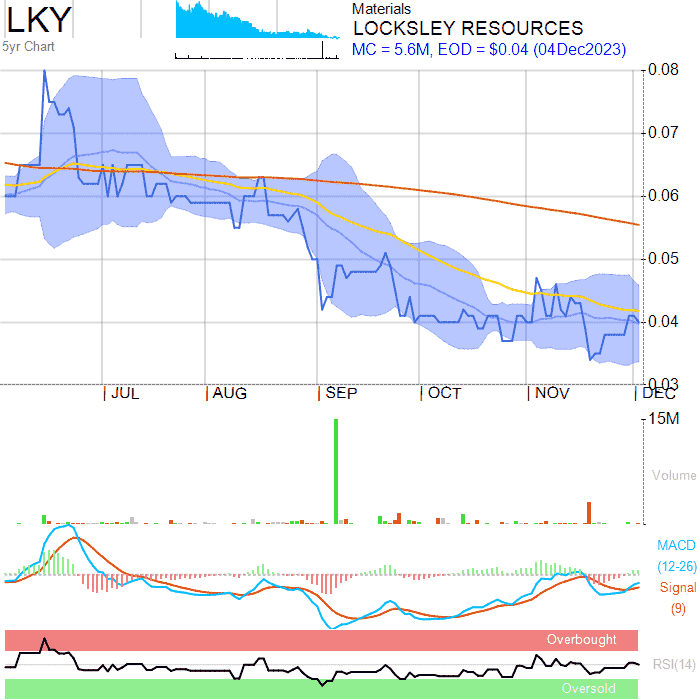 LKY
5yr Chart
Materials
LOCKSLEY RESOURCES
MC = 5.6M, EOD = $0.04 (04Dec2023)
0.08
0.07
0.06
0.05
0.04
0.03
JUL AUG SEP OCT NOV DEC
15M
Volume
MACD
(12-26)
Signal
(9)
Overbought
RSI(14)
Oversold